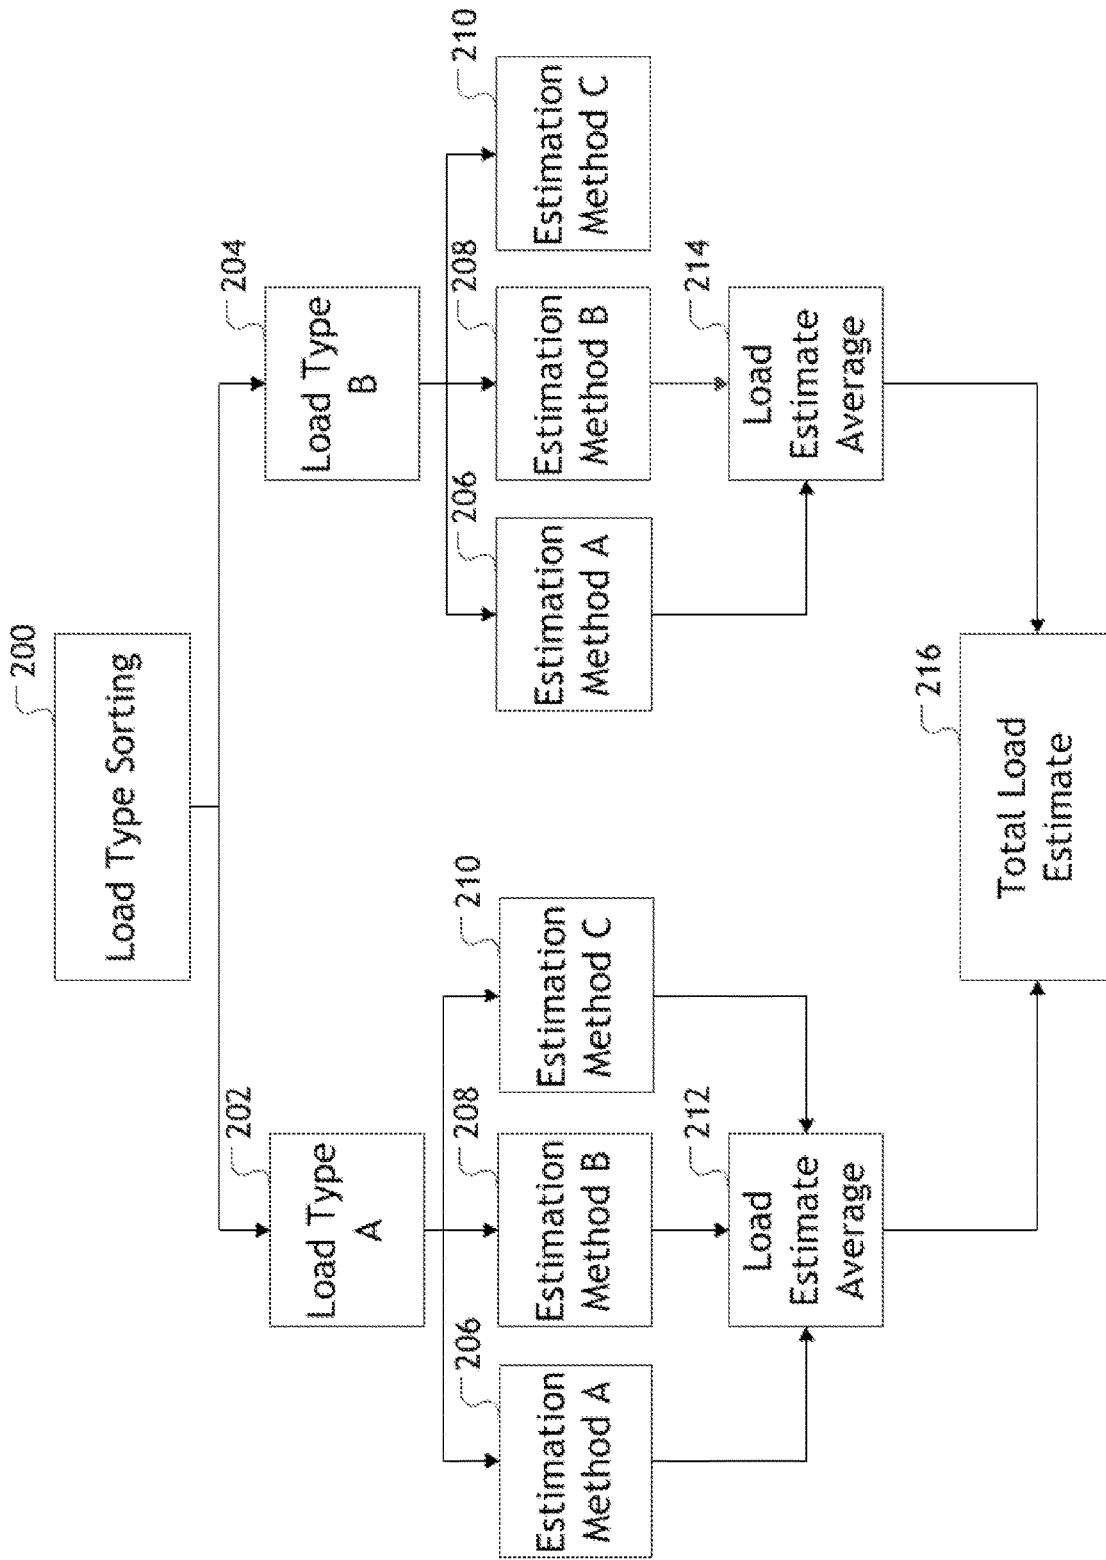 200
Load Type Sorting
202
Load Type
A
204
Load Type
B
206
Estimation
Method A
208
Estimation
Method B
210
Estimation
Method C
206
Estimation
Method A
208
Estimation
Method B
210
Estimation
Method C
212
Load
Estimate
Average
214
Load
Estimate
Average
216
Total Load
Estimate